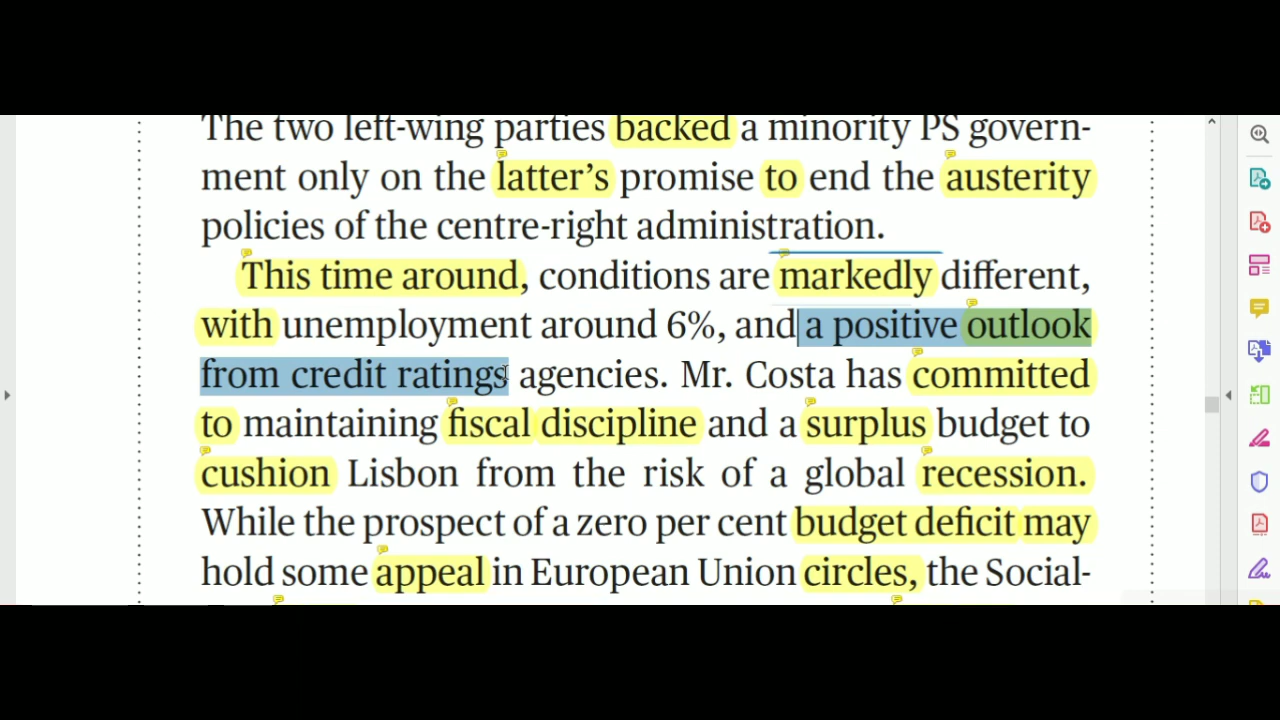 The two left-wing parties backed a minority PS govern-
ment only on the latter’s promise to end the austerity
policies of the centre-right administration.
This time around, conditions are markedly different,
with unemployment around 6%, and a positive outlook
from credit ratings agencies. Mr. Costa has committed
to maintaining fiscal discipline and a surplus budget to
cushion Lisbon from the risk of a global recession.
While the prospect of a zero per cent budget deficit may
hold some appeal in European Union circles, the Social-